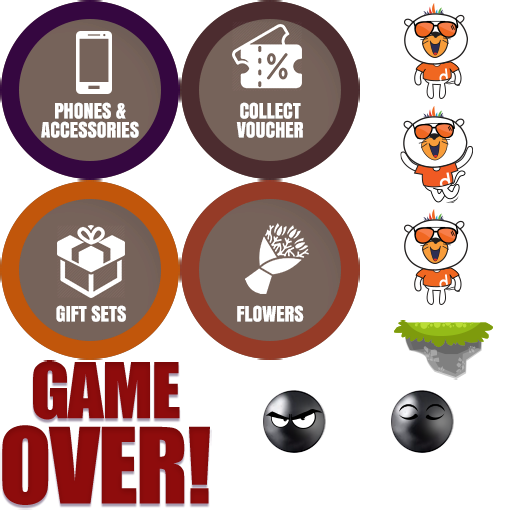 PHONES &
ACCESSORIES
%
COLLECT
VOUCHER
GIFT SETS
FLOWERS
GAME
OVER!
d
d
d